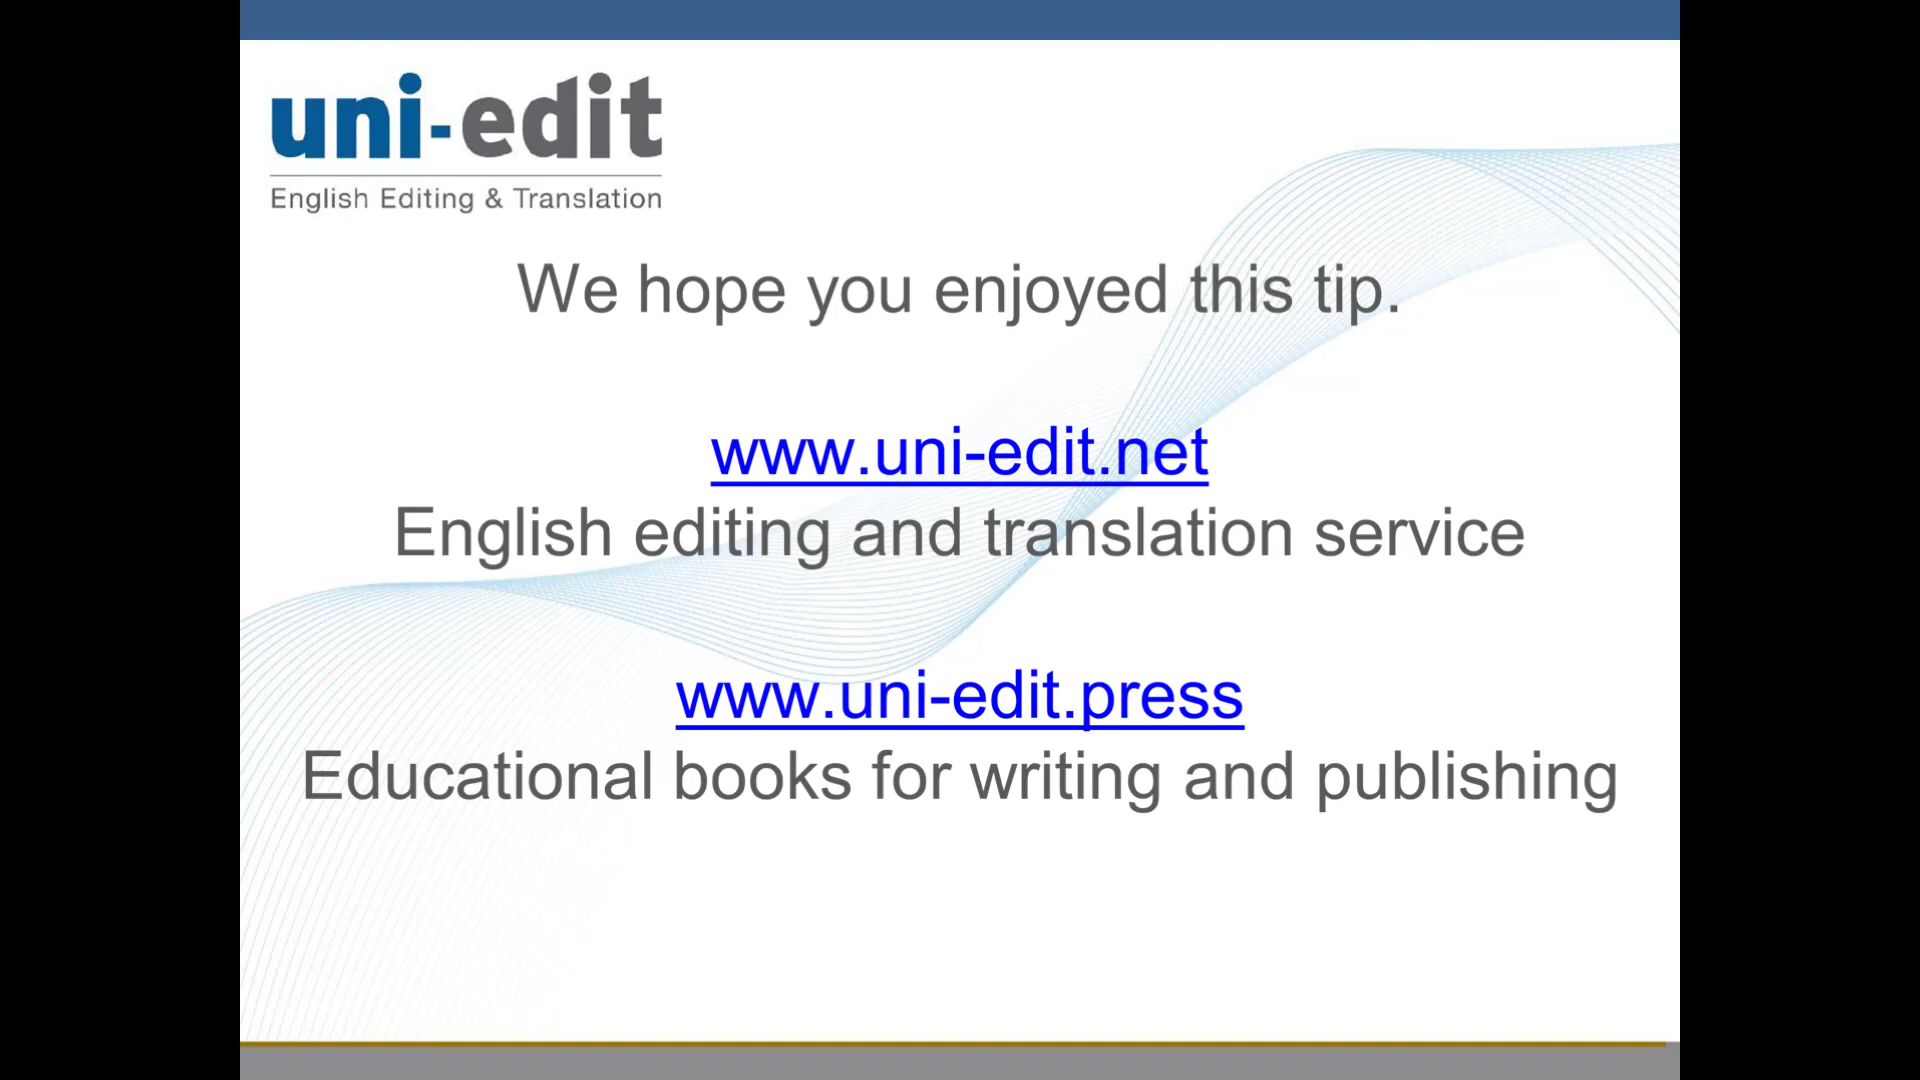 uni-edit
English Editing & Translation
We hope you enjoyed this tip.
www.uni-edit.net
English editing and translation service
www.uni-edit.press
Educational books for writing and publishing